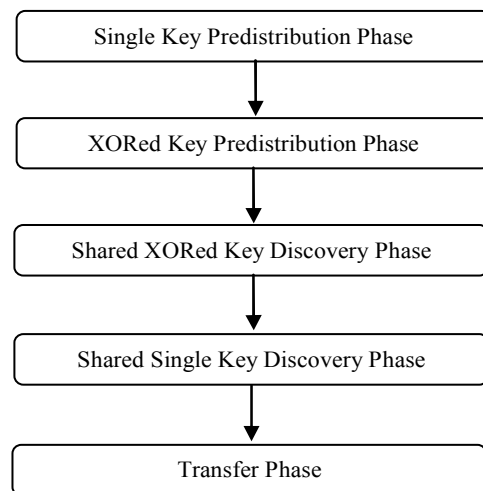 Single Key Predistribution Phase
XORed Key Predistribution Phase
Shared XORed Key Discovery Phase
Shared Single Key Discovery Phase
Transfer Phase